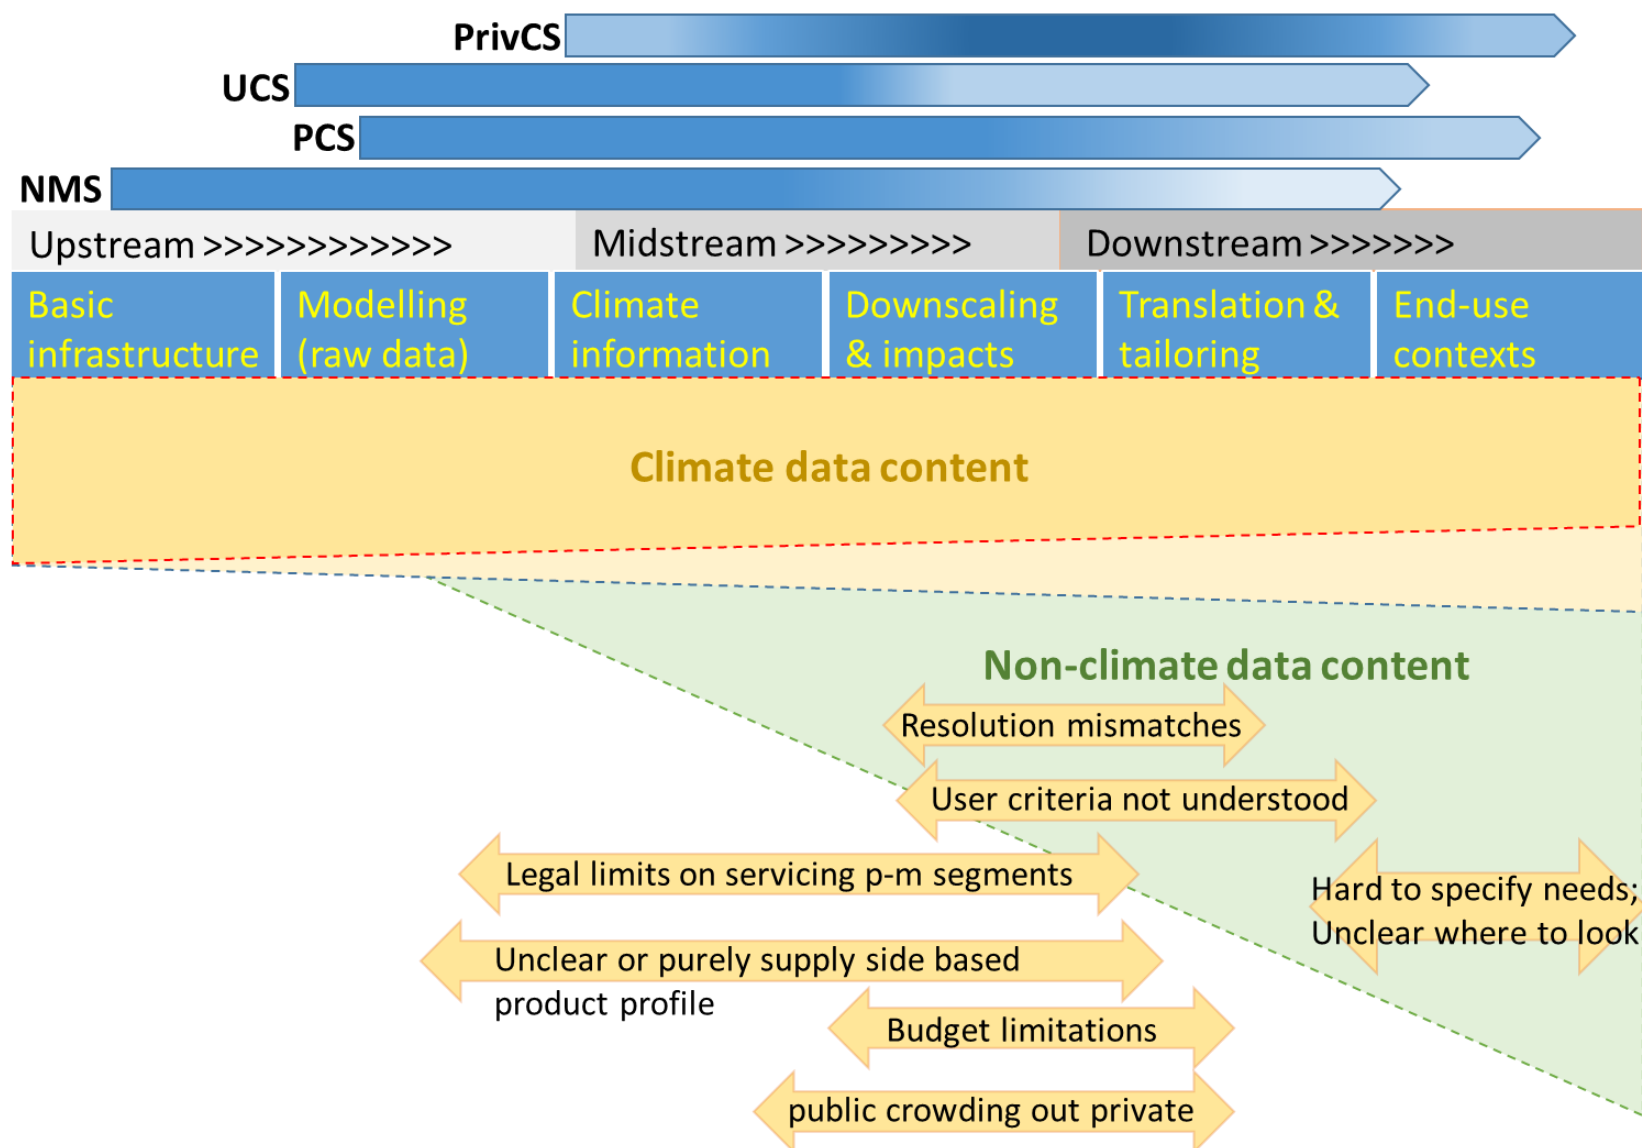 PrivCS
UCS
PCS
NMS
Upstream >>>>>>>>>>>> Midstream >>>>>>>>> Downstream >>>>>>>
Basic
infrastructure
Modelling
(raw data)
Climate
information
Downscaling
& impacts
Translation &
tailoring
End-use
contexts
Climate data content
Non-climate data content
Resolution mismatches
User criteria not understood
Legal limits on servicing p-m segments
Hard to specify needs;
Unclear where to look
Unclear or purely supply side based
product profile
Budget limitations
public crowding out private